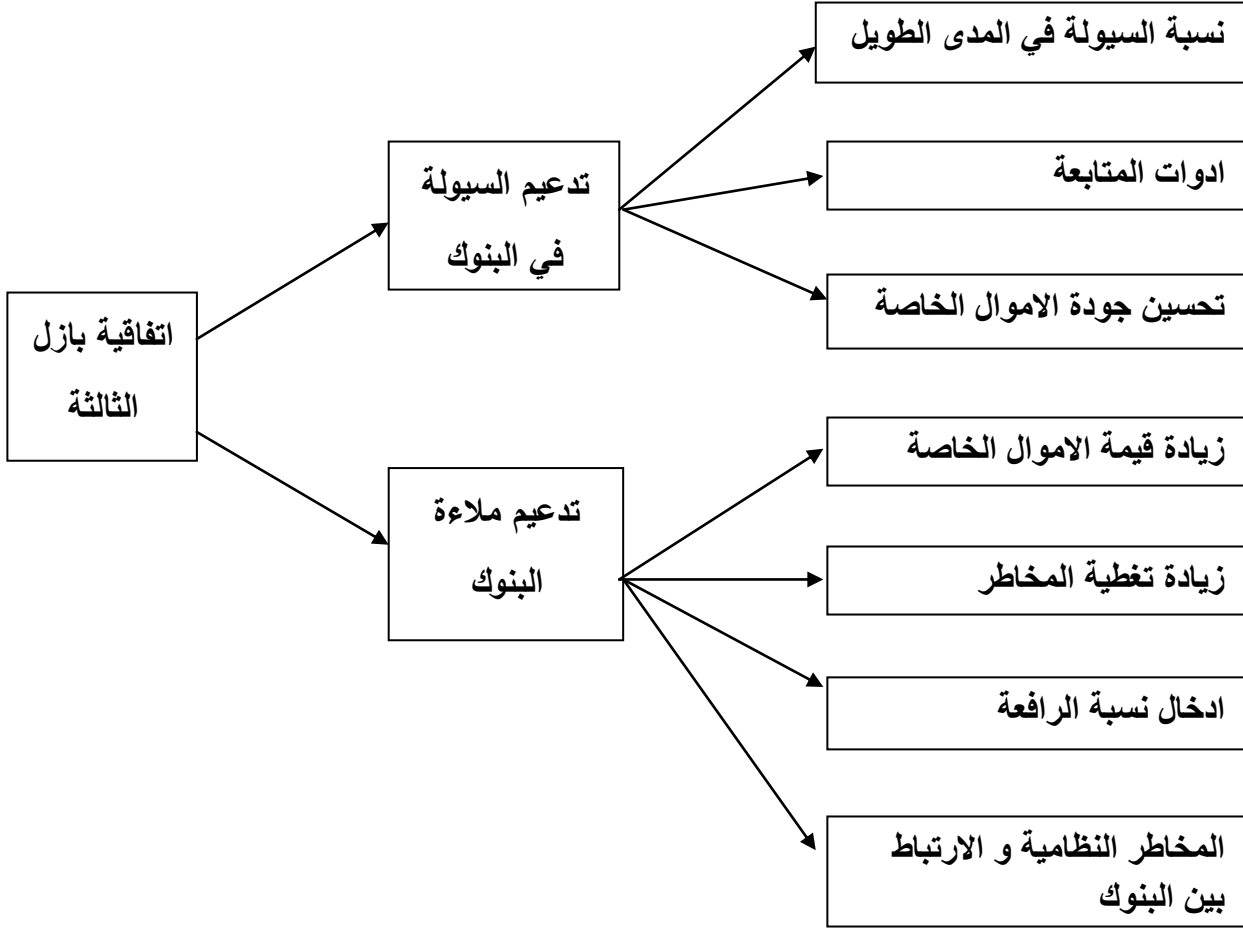 نسبة السيولة في المدى الطويل
ادوات المتابعة
تدعيم السيولة
في البنوك
تحسين جودة الاموال الخاصة
اتفاقية بازل
الثالثة
زيادة قيمة الاموال الخاصة
تدعيم ملاءة
البنوك
زيادة تغطية المخاطر
ادخال نسبة الرافعة
المخاطر النظامية و الارتباط
بين البنوك